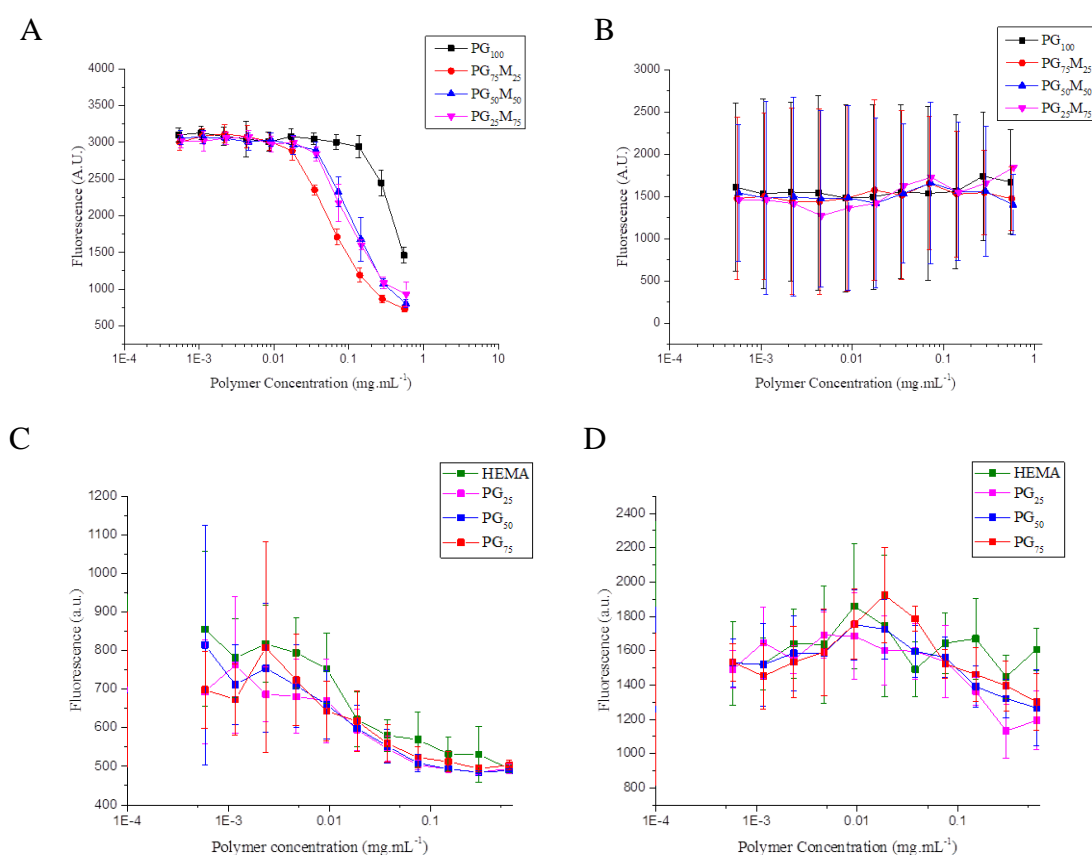 A
PG₁₀₀
PG₇₅M₂₅
PG₅₀M₅₀
PG₂₅M₇₅
4000
3500
3000
2500
2000
1500
1000
500
Fluorescence (A.U.)
1E-4 1E-3 0.01 0.1 1 10
Polymer Concentration (mg.mL⁻¹)
B
PG₁₀₀
PG₇₅M₂₅
PG₅₀M₅₀
PG₂₅M₇₅
3000
2500
2000
1500
1000
500
0
Fluorescence (A.U.)
1E-4 1E-3 0.01 0.1 1
Polymer Concentration (mg.mL⁻¹)
C
HEMA
PG₂₅
PG₅₀
PG₇₅
1200
1100
1000
900
800
700
600
500
400
Fluorescence (a.u.)
1E-4 1E-3 0.01 0.1
Polymer concentration (mg.mL⁻¹)
D
HEMA
PG₂₅
PG₅₀
PG₇₅
2400
2200
2000
1800
1600
1400
1200
1000
800
Fluorescence (a.u.)
1E-4 1E-3 0.01 0.1
Polymer Concentration (mg.mL⁻¹)